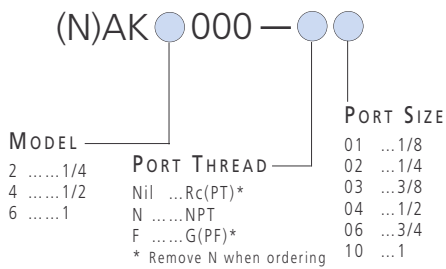 (N)AK 000 —
MODEL
2 ......1/4
4 ......1/2
6 ......1
PORT THREAD
Nil ...Rc(PT)*
N ......NPT
F ......G(PF)*
* Remove N when ordering
PORT SIZE
01 ...1/8
02 ...1/4
03 ...3/8
04 ...1/2
06 ...3/4
10 ...1